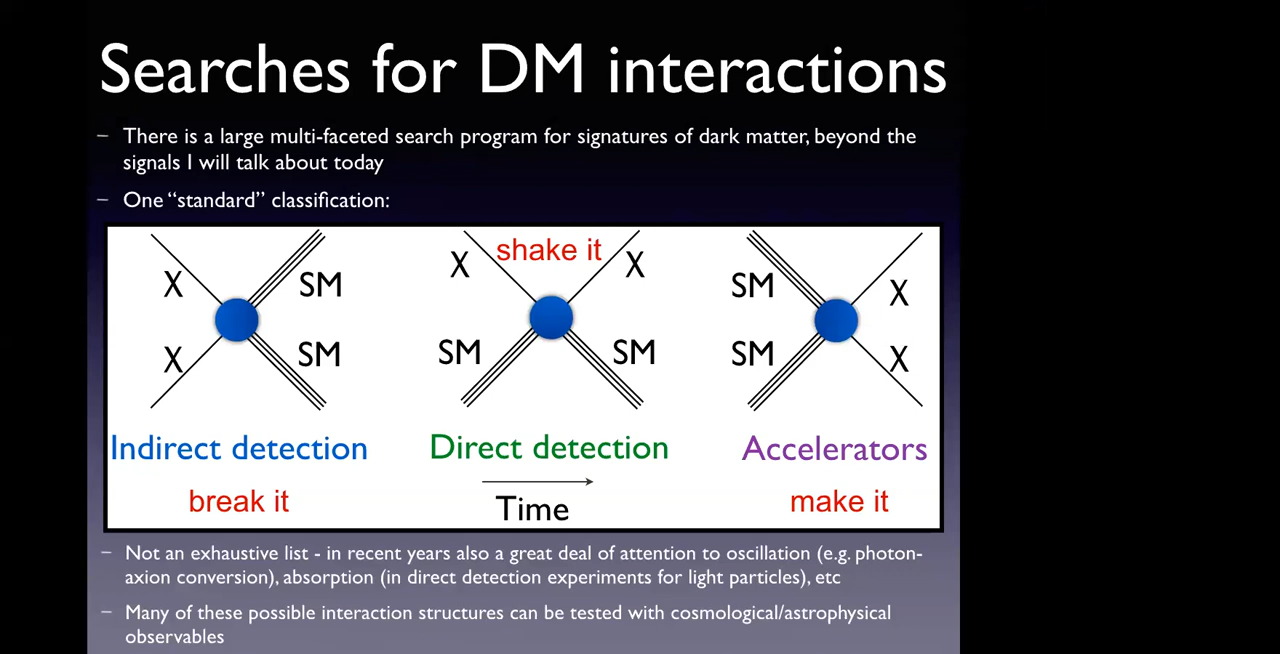 Searches for DM interactions
– There is a large multi-faceted search program for signatures of dark matter, beyond the
signals I will talk about today
– One “standard” classification:
X
SM
X
SM
Indirect detection
break it
shake it
X
X
SM
SM
Direct detection
Time
SM
X
SM
X
Accelerators
make it
– Not an exhaustive list - in recent years also a great deal of attention to oscillation (e.g. photon-
axion conversion), absorption (in direct detection experiments for light particles), etc
– Many of these possible interaction structures can be tested with cosmological/astrophysical
observables